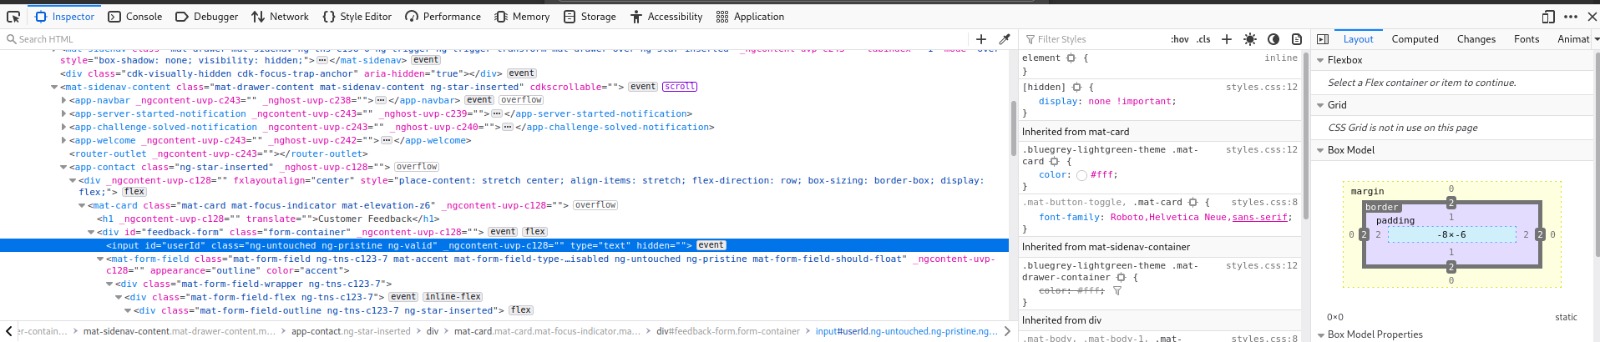 Inspector Console Debugger Network Style Editor Performance Memory Storage Accessibility Application
Search HTML
style="box-shadow: none; visibility: hidden;"> </mat-sidenav> event
<div class="cdk-visually-hidden cdk-focus-trap-anchor" aria-hidden="true"></div> event
<mat-sidenav-content class="mat-drawer-content mat-sidenav-content ng-star-inserted" cdkscrollable=""> event scroll
<app-navbar _ngcontent-uvp-c243="" _nghost-uvp-c238=""> </app-navbar> event overflow
<app-server-started-notification _ngcontent-uvp-c243="" _nghost-uvp-c239=""> </app-server-started-notification>
<app-challenge-solved-notification _ngcontent-uvp-c243="" _nghost-uvp-c240=""> </app-challenge-solved-notification>
<app-welcome _ngcontent-uvp-c243="" _nghost-uvp-c242=""> </app-welcome>
<router-outlet _ngcontent-uvp-c243=""></router-outlet>
<app-contact class="ng-star-inserted" _nghost-uvp-c128=""> overflow
<div _ngcontent-uvp-c128="" fxlayoutalign="center" style="place-content: stretch center; align-items: stretch; flex-direction: row; box-sizing: border-box; display:
flex;"> flex
<mat-card class="mat-card mat-focus-indicator mat-elevation-z6" _ngcontent-uvp-c128=""> overflow
<h1 _ngcontent-uvp-c128="" translate="">Customer Feedback</h1>
<div id="feedback-form" class="form-container" _ngcontent-uvp-c128=""> event flex
<input id="userId" class="ng-untouched ng-pristine ng-valid" _ngcontent-uvp-c128="" type="text" hidden=""> event
<mat-form-field class="mat-form-field ng-tns-c123-7 mat-accent mat-form-field-type-…isabled ng-untouched ng-pristine mat-form-field-should-float" _ngcontent-uvp-
c128="" appearance="outline" color="accent">
<div class="mat-form-field-wrapper ng-tns-c123-7">
<div class="mat-form-field-flex ng-tns-c123-7"> event inline-flex
<div class="mat-form-field-outline ng-tns-c123-7 ng-star-inserted"> flex
er-contain… mat-sidenav-content.mat-drawer-content.m… app-contact.ng-star-inserted div mat-card.mat-card.mat-focus-indicator.ma… div#feedback-form.form-container input#userId.ng-untouched.ng-pristine.ng…
Filter Styles :hov .cls
element { inline
}
[hidden] { styles.css:12
display: none !important;
}
Inherited from mat-card
.bluegrey-lightgreen-theme .mat- styles.css:12
card {
color: #fff;
}
.mat-button-toggle, .mat-card { styles.css:8
font-family: Roboto,Helvetica Neue,sans-serif;
}
Inherited from mat-sidenav-container
.bluegrey-lightgreen-theme .mat- styles.css:12
drawer-container {
color: #fff;
}
Inherited from div
.mat-body, .mat-body-1, .mat- styles.css:8
Layout Computed Changes Fonts Animat
Flexbox
Select a Flex container or item to continue.
Grid
CSS Grid is not in use on this page
Box Model
margin 0
border 2
padding 1
0 2 2 -8×-6 2 2 0
1
2
0
0×0 static
Box Model Properties